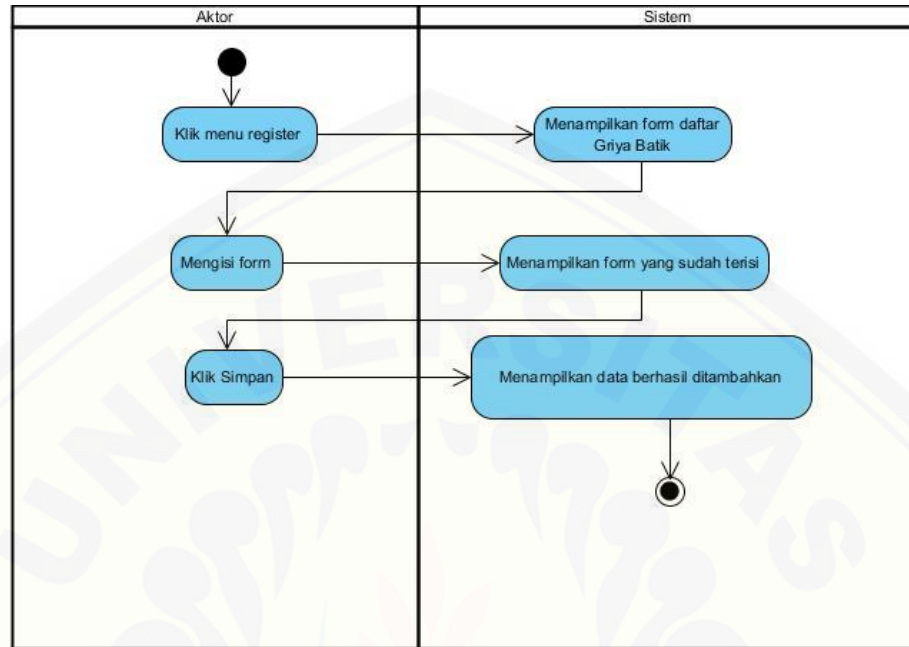 Aktor
Sistem
Klik menu register
Menampilkan form daftar
Griya Batik
Mengisi form
Menampilkan form yang sudah terisi
Klik Simpan
Menampilkan data berhasil ditambahkan
UNIVERSITAS